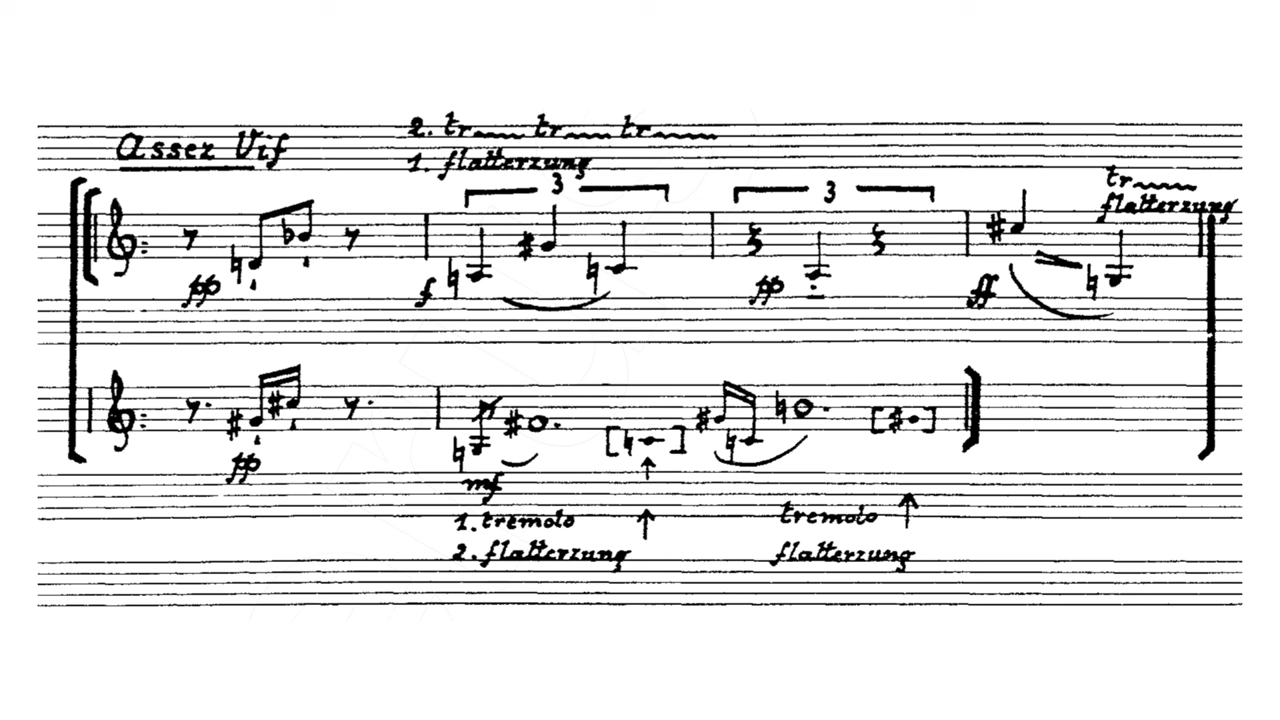 Assez Vif
2. tr tr tr
1. flatterzung
3
3
tr
flatterzung
pp
f
pp
ff
pp
mf
1. tremolo
tremolo
2. flatterzung
flatterzung